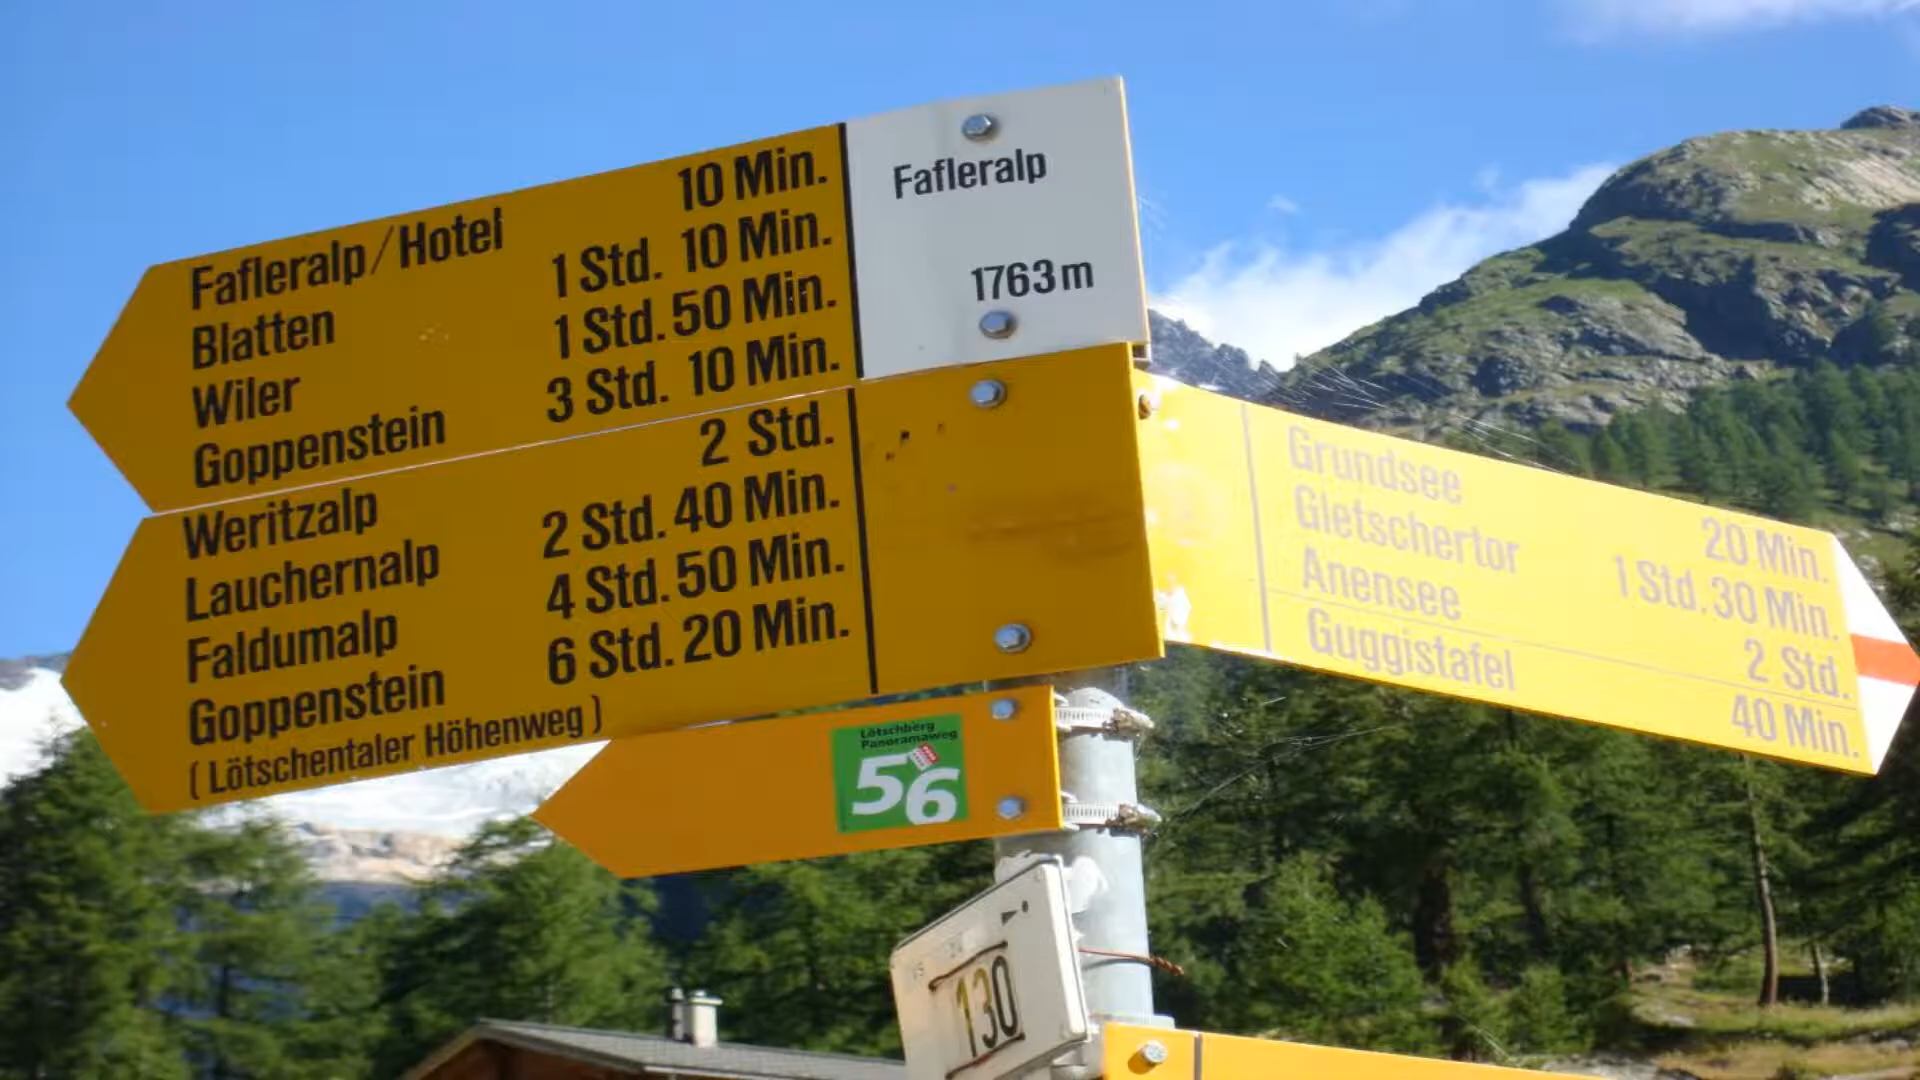 Fafleralp
1763 m
Fafleralp/Hotel 10 Min.
Blatten 1 Std. 10 Min.
Wiler 1 Std. 50 Min.
Goppenstein 3 Std. 10 Min.
Weritzalp 2 Std.
Lauchernalp 2 Std. 40 Min.
Faldumalp 4 Std. 50 Min.
Goppenstein 6 Std. 20 Min.
( Lötschentaler Höhenweg )
Grundsee 20 Min.
Gletschertor 1 Std. 30 Min.
Anensee 2 Std.
Guggistafel 40 Min.
Lötschberg
Panoramaweg
56
130